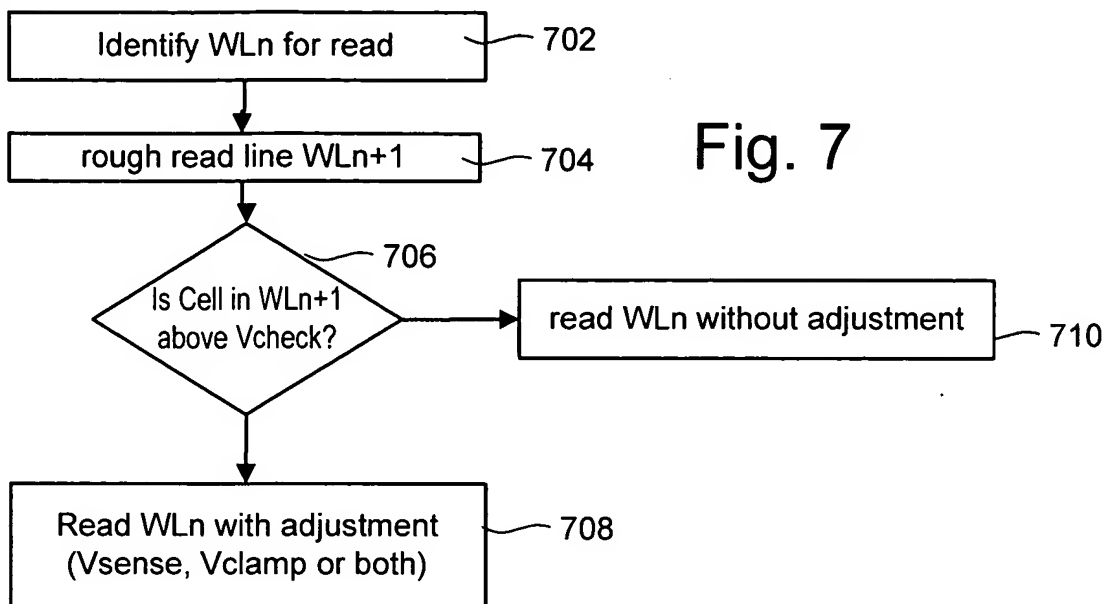 Identify WLn for read
702
rough read line WLn+1
704
Fig. 7
706
Is Cell in WLn+1
above Vcheck?
read WLn without adjustment
710
Read WLn with adjustment
(Vsense, Vclamp or both)
708